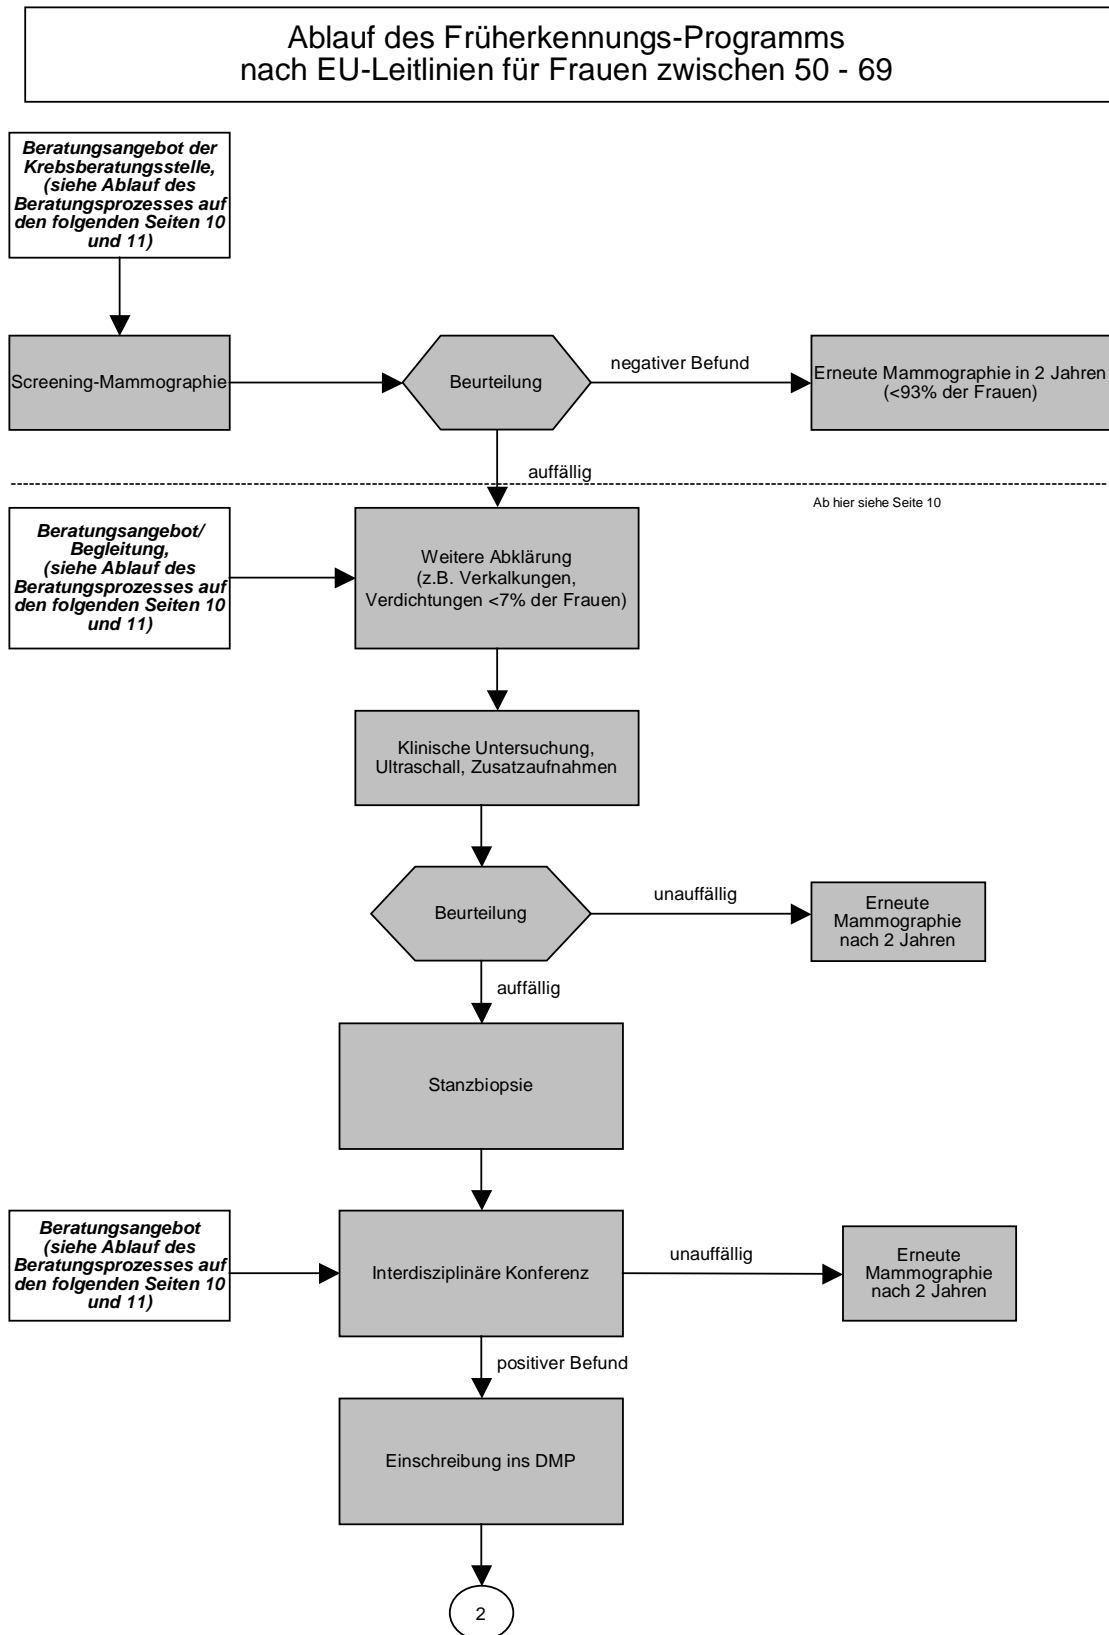 Ablauf des Früherkennungs-Programms
nach EU-Leitlinien für Frauen zwischen 50 - 69
Beratungsangebot der
Krebsberatungsstelle,
(siehe Ablauf des
Beratungsprozesses auf
den folgenden Seiten 10
und 11)
Screening-Mammographie
Beurteilung
negativer Befund
Erneute Mammographie in 2 Jahren
(<93% der Frauen)
auffällig
Ab hier siehe Seite 10
Beratungsangebot/
Begleitung,
(siehe Ablauf des
Beratungsprozesses auf
den folgenden Seiten 10
und 11)
Weitere Abklärung
(z.B. Verkalkungen,
Verdichtungen <7% der Frauen)
Klinische Untersuchung,
Ultraschall, Zusatzaufnahmen
Beurteilung
unauffällig
Erneute
Mammographie
nach 2 Jahren
auffällig
Stanzbiopsie
Beratungsangebot
(siehe Ablauf des
Beratungsprozesses auf
den folgenden Seiten 10
und 11)
Interdisziplinäre Konferenz
unauffällig
Erneute
Mammographie
nach 2 Jahren
positiver Befund
Einschreibung ins DMP
2